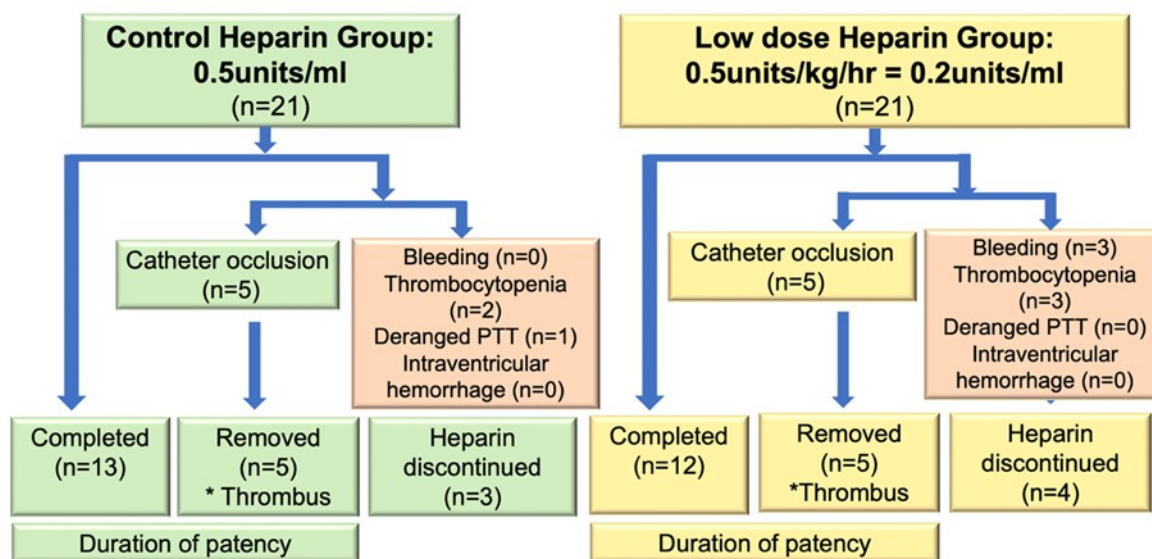 Control Heparin Group:
0.5units/ml
(n=21)
Low dose Heparin Group:
0.5units/kg/hr = 0.2units/ml
(n=21)
Catheter occlusion
(n=5)
Bleeding (n=0)
Thrombocytopenia
(n=2)
Deranged PTT (n=1)
Intraventricular
hemorrhage (n=0)
Catheter occlusion
(n=5)
Bleeding (n=3)
Thrombocytopenia
(n=3)
Deranged PTT (n=0)
Intraventricular
hemorrhage (n=0)
Completed
(n=13)
Removed
(n=5)
* Thrombus
Heparin
discontinued
(n=3)
Completed
(n=12)
Removed
(n=5)
*Thrombus
Heparin
discontinued
(n=4)
Duration of patency
Duration of patency